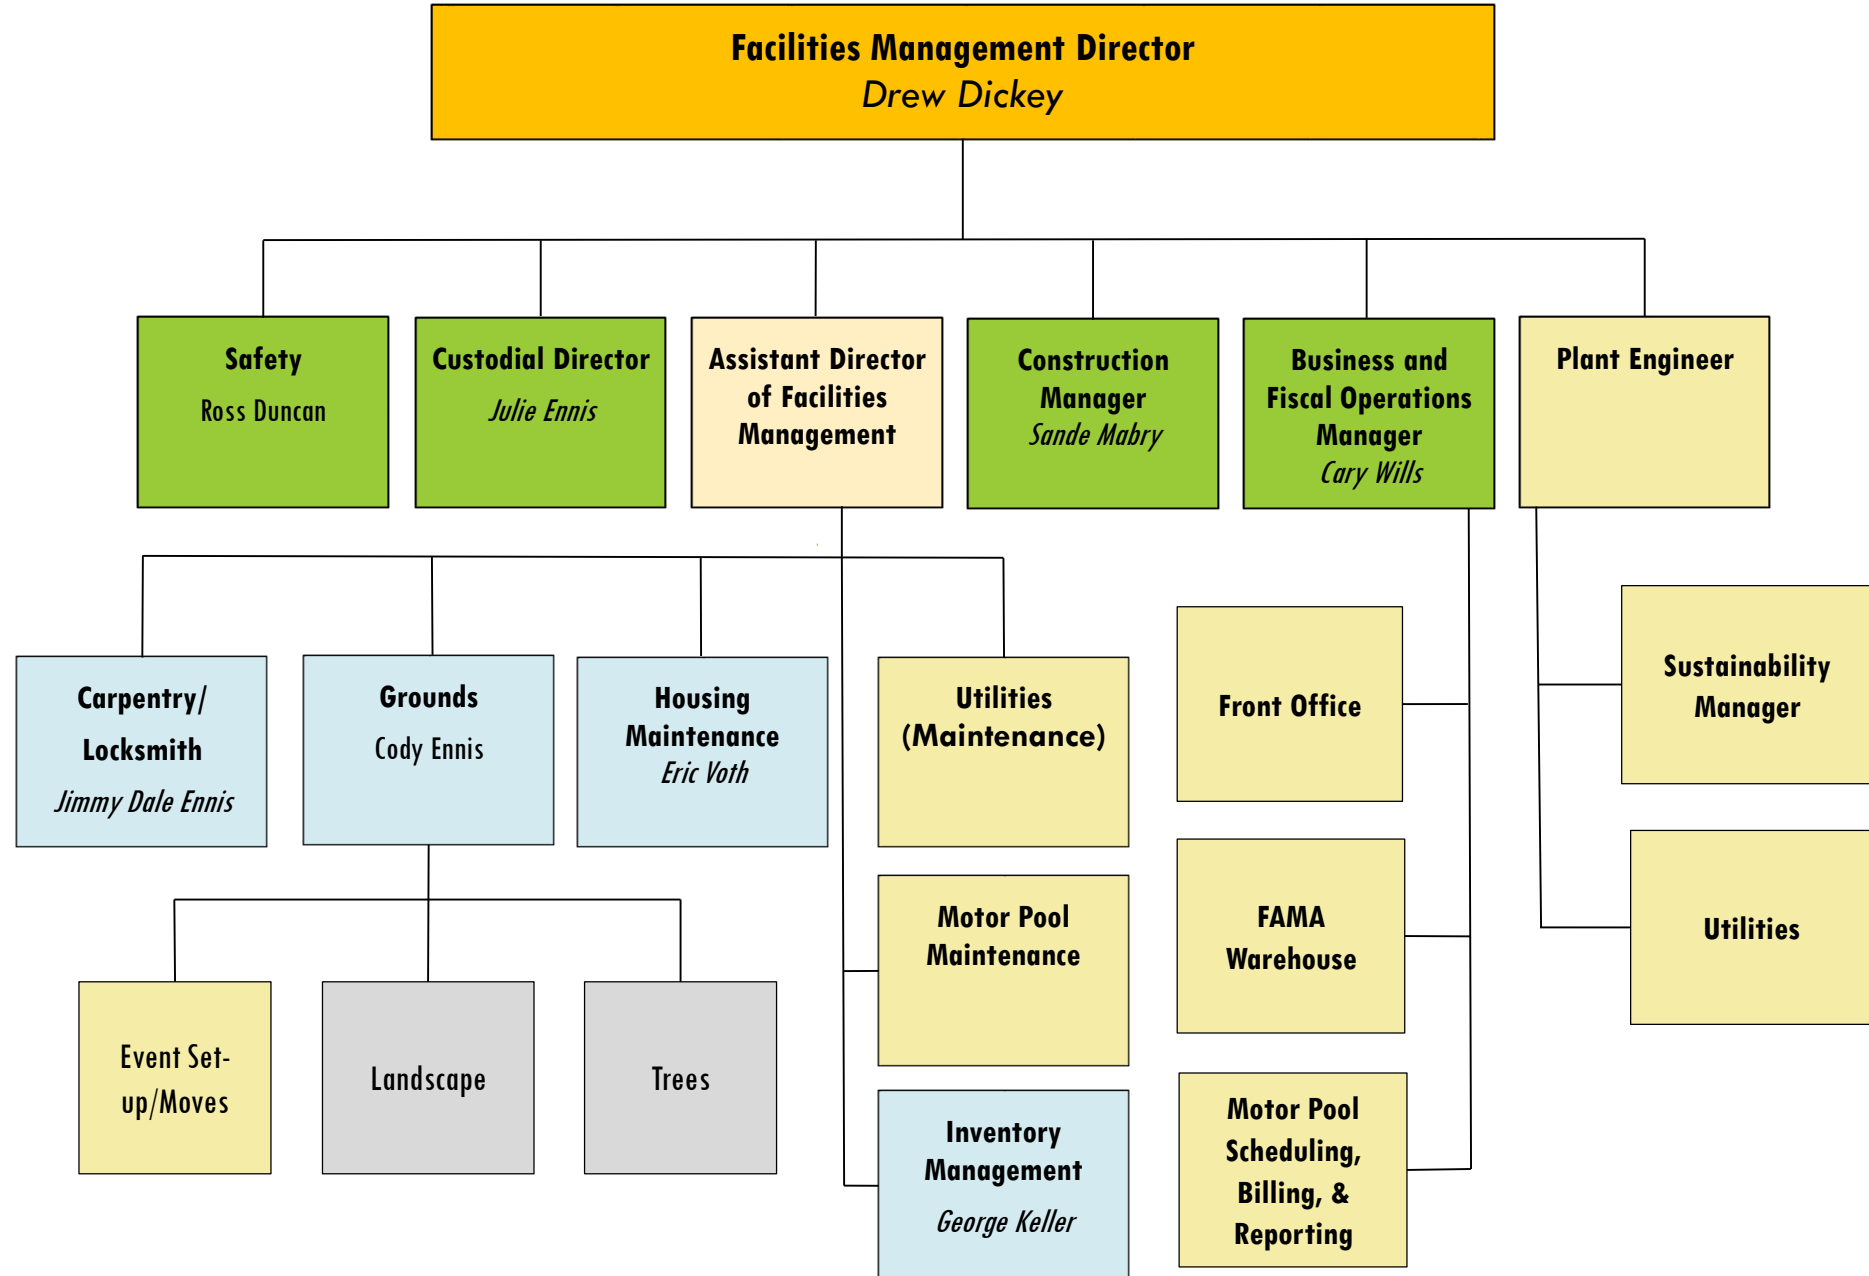 Facilities Management Director
Drew Dickey
Safety
Ross Duncan
Custodial Director
Julie Ennis
Assistant Director
of Facilities
Management
Construction
Manager
Sande Mabry
Business and
Fiscal Operations
Manager
Cary Wills
Plant Engineer
Carpentry/
Locksmith
Jimmy Dale Ennis
Grounds
Cody Ennis
Housing
Maintenance
Eric Voth
Utilities
(Maintenance)
Front Office
Sustainability
Manager
Motor Pool
Maintenance
FAMA
Warehouse
Utilities
Event Set-
up/Moves
Landscape
Trees
Inventory
Management
George Keller
Motor Pool
Scheduling,
Billing, &
Reporting